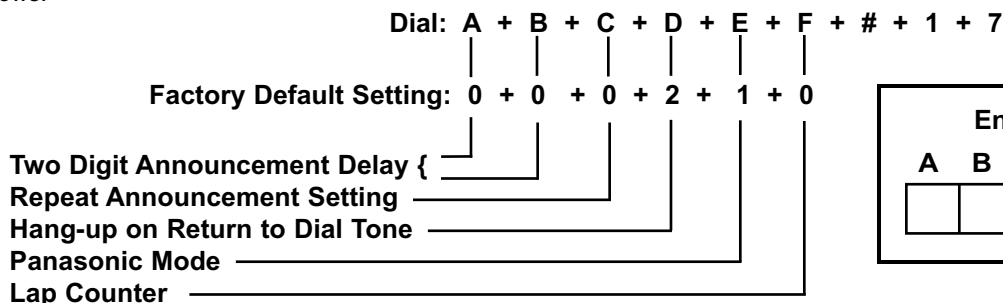 Dial: A + B + C + D + E + F + # + 1 + 7
Factory Default Setting: 0 + 0 + 0 + 2 + 1 + 0
Two Digit Announcement Delay {
Repeat Announcement Setting
Hang-up on Return to Dial Tone
Panasonic Mode
Lap Counter
A B